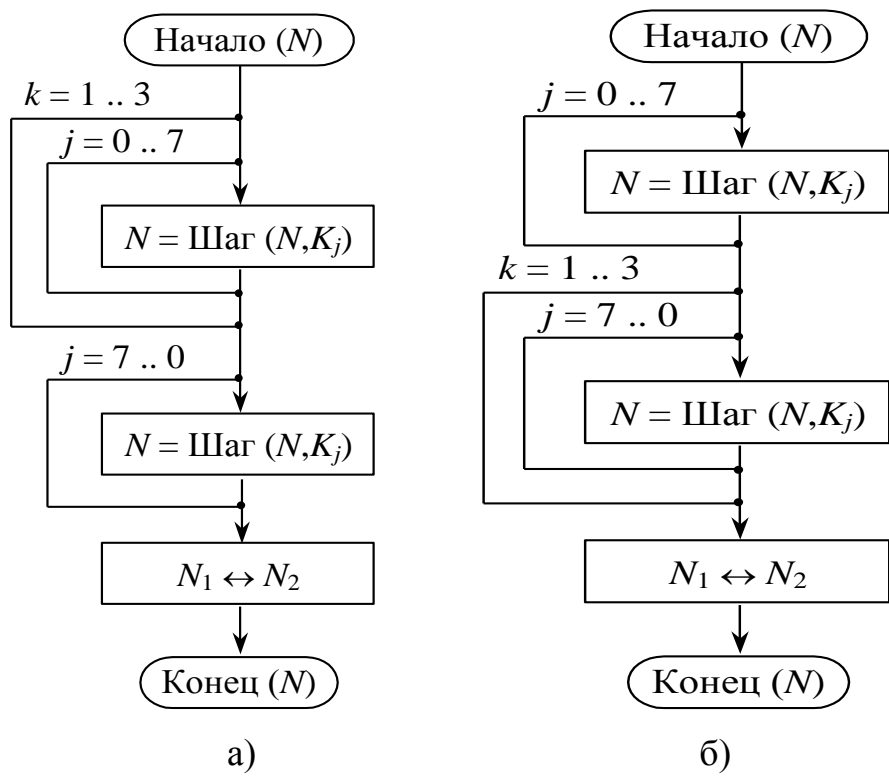 Начало (N)
k = 1 .. 3
j = 0 .. 7
N = Шаг (N,Kj)
j = 7 .. 0
N = Шаг (N,Kj)
N1 ↔ N2
Конец (N)
а)
Начало (N)
j = 0 .. 7
N = Шаг (N,Kj)
k = 1 .. 3
j = 7 .. 0
N = Шаг (N,Kj)
N1 ↔ N2
Конец (N)
б)